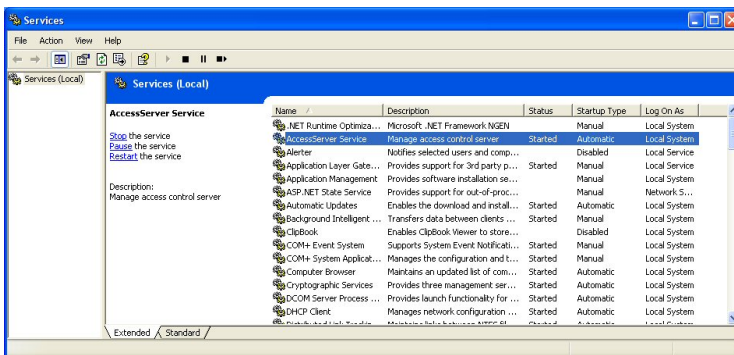 Services
File Action View Help
Services (Local)
Services (Local)
AccessServer Service
Stop the service
Pause the service
Restart the service
Description:
Manage access control server
Name Description Status Startup Type Log On As
.NET Runtime Optimiza... Microsoft .NET Framework NGEN Manual Local System
AccessServer Service Manage access control server Started Automatic Local System
Alerter Notifies selected users and comp... Disabled Local Service
Application Layer Gate... Provides support for 3rd party p... Started Manual Local Service
Application Management Provides software installation se... Manual Local System
ASP.NET State Service Provides support for out-of-proc... Manual Network S...
Automatic Updates Enables the download and install... Started Automatic Local System
Background Intelligent ... Transfers data between clients ... Started Manual Local System
ClipBook Enables ClipBook Viewer to store... Disabled Local System
COM+ Event System Supports System Event Notificati... Started Manual Local System
COM+ System Applicat... Manages the configuration and t... Started Manual Local System
Computer Browser Maintains an updated list of com... Started Automatic Local System
Cryptographic Services Provides three management ser... Started Automatic Local System
DCOM Server Process ... Provides launch functionality for ... Started Automatic Local System
DHCP Client Manages network configuration ... Started Automatic Local System
Extended Standard